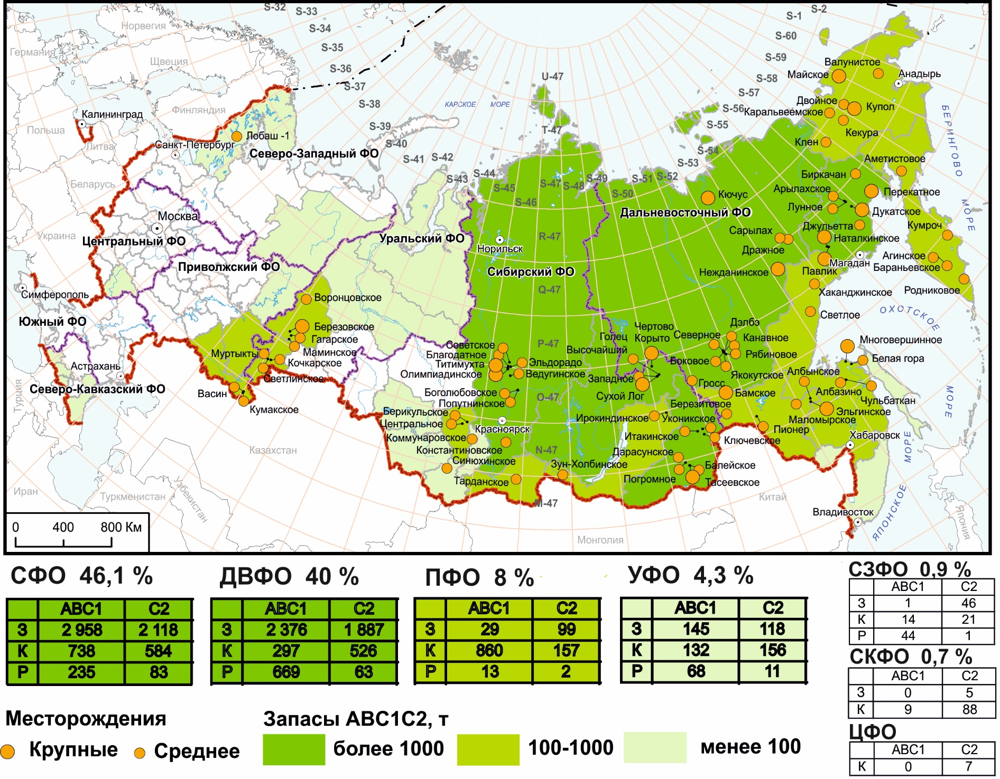 S-32
S-33
S-34
S-35
S-36
S-37
S-38
S-39
S-40
S-41
S-42
S-43
S-44
S-45
S-46
S-47
S-48
S-49
S-50
S-51
S-52
S-53
S-54
S-55
S-56
S-57
S-58
S-59
S-60
S-1
S-2
U-47
T-47
R-47
Q-47
P-47
O-47
N-47
M-47
Норвегия
Германия
Щвеция
Финляндия
Польша
Литва
Беларусь
Украина
Турция
Иран
Туркменистан
Узбекистан
Казахстан
Монголия
Китай
Япония
КАРСКОЕ МОРЕ
БЕРИНГОВО МОРЕ
ОХОТСКОЕ МОРЕ
ЯПОНСКОЕ МОРЕ
Калининград
Санкт-Петербург
Москва
Симферополь
Астрахань
Норильск
Красноярск
Анадырь
Магадан
Хабаровск
Владивосток
Северо-Западный ФО
Центральный ФО
Приволжский ФО
Южный ФО
Северо-Кавказский ФО
Уральский ФО
Сибирский ФО
Дальневосточный ФО
Лобаш -1
Воронцовское
Березовское
Гагарское
Маминское
Кочкарское
Муртыкты
Светлинское
Васин
Кумакское
Советское
Благодатное
Титимухта
Олимпиадинское
Эльдорадо
Ведугинское
Боголюбовское
Попутнинское
Берикульское
Центральное
Коммунаровское
Константиновское
Синюхинское
Тарданское
Зун-Холбинское
Чертово
Корыто
Голец
Высочайший
Западное
Сухой Лог
Ирокиндинское
Уконикское
Итакинское
Ключевское
Дарасунское
Балейское
Погромное
Тасеевское
Дэлбэ
Северное
Канавное
Рябиновое
Боковое
Якокутское
Гросс
Бамское
Березитовое
Пионер
Маломырское
Албынское
Албазино
Чульбаткан
Эльгинское
Многовершинное
Белая гора
Светлое
Хаканджинское
Павлик
Наталкинское
Джульетта
Нежданинское
Дражное
Сарылах
Кючус
Дукатское
Лунное
Арылахское
Перекатное
Биркачан
Аметистовое
Кумроч
Агинское
Бараньевское
Родниковое
Клен
Кекура
Купол
Каральвеемское
Двойное
Майское
Валунистое
0 400 800 Км
СФО 46,1 %
ABC1 C2
З 2 958 2 118
К 738 584
Р 235 83
ДВФО 40 %
ABC1 C2
З 2 376 1 887
К 297 526
Р 669 63
ПФО 8 %
ABC1 C2
З 29 99
К 860 157
Р 13 2
УФО 4,3 %
ABC1 C2
З 145 118
К 132 156
Р 68 11
СЗФО 0,9 %
ABC1 C2
З 1 46
К 14 21
Р 44 1
СКФО 0,7 %
ABC1 C2
З 0 5
К 9 88
ЦФО
ABC1 C2
К 0 7
Месторождения
Крупные Среднее
Запасы ABC1C2, т
более 1000 100-1000 менее 100